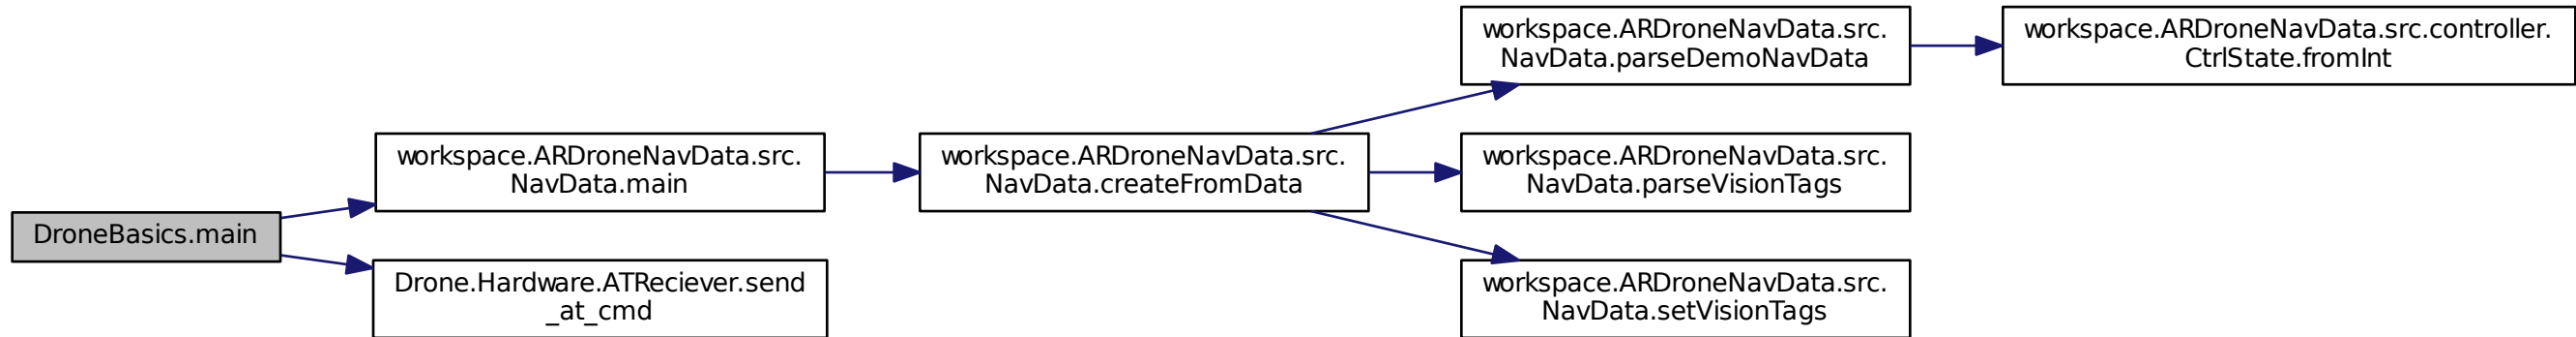 DroneBasics.main
workspace.ARDroneNavData.src.
NavData.main
Drone.Hardware.ATReciever.send
_at_cmd
workspace.ARDroneNavData.src.
NavData.createFromData
workspace.ARDroneNavData.src.
NavData.parseDemoNavData
workspace.ARDroneNavData.src.
NavData.parseVisionTags
workspace.ARDroneNavData.src.
NavData.setVisionTags
workspace.ARDroneNavData.src.controller.
CtrlState.fromInt